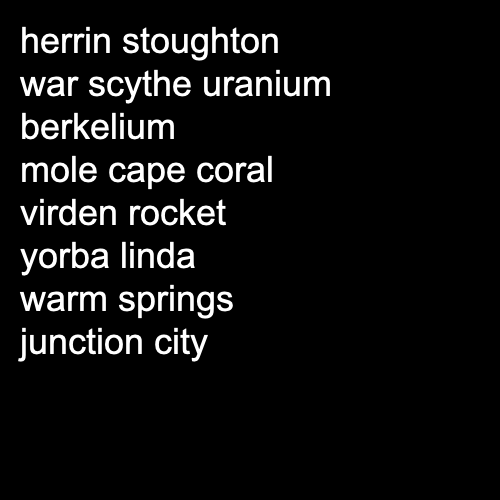 herrin stoughton
war scythe uranium
berkelium
mole cape coral
virden rocket
yorba linda
warm springs
junction city